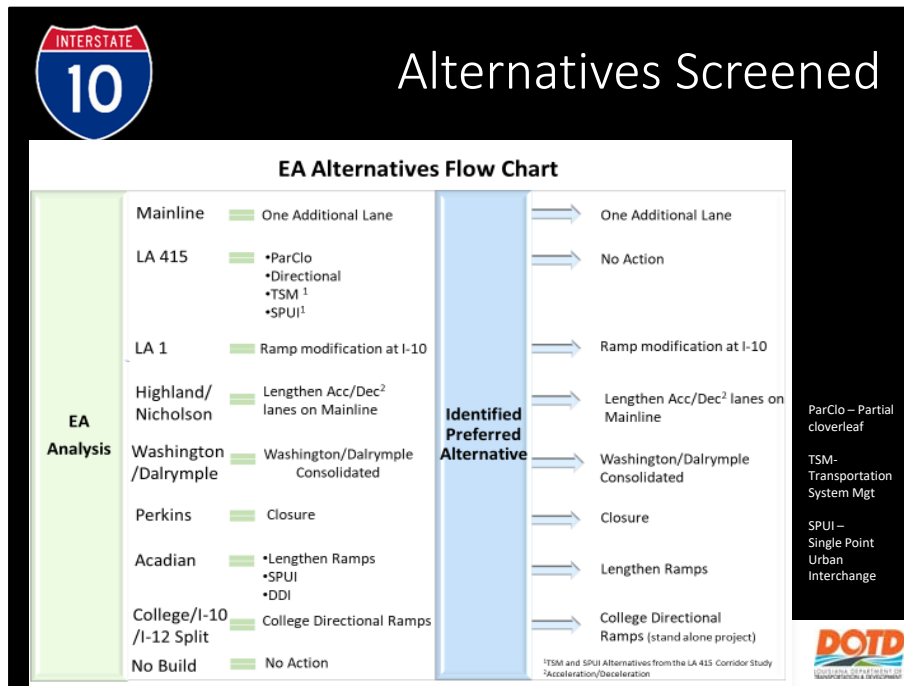 INTERSTATE
10
Alternatives Screened
EA Alternatives Flow Chart
EA
Analysis
Mainline
One Additional Lane
LA 415
•ParClo
•Directional
•TSM ¹
•SPUI¹
LA 1
Ramp modification at I-10
Highland/
Nicholson
Lengthen Acc/Dec²
lanes on Mainline
Washington
/Dalrymple
Washington/Dalrymple
Consolidated
Perkins
Closure
Acadian
•Lengthen Ramps
•SPUI
•DDI
College/I-10
/I-12 Split
College Directional Ramps
No Build
No Action
Identified
Preferred
Alternative
One Additional Lane
No Action
Ramp modification at I-10
Lengthen Acc/Dec² lanes on
Mainline
Washington/Dalrymple
Consolidated
Closure
Lengthen Ramps
College Directional
Ramps (stand alone project)
¹TSM and SPUI Alternatives from the LA 415 Corridor Study
²Acceleration/Deceleration
ParClo – Partial
cloverleaf
TSM-
Transportation
System Mgt
SPUI –
Single Point
Urban
Interchange
DOTD
LOUISIANA DEPARTMENT OF
TRANSPORTATION & DEVELOPMENT